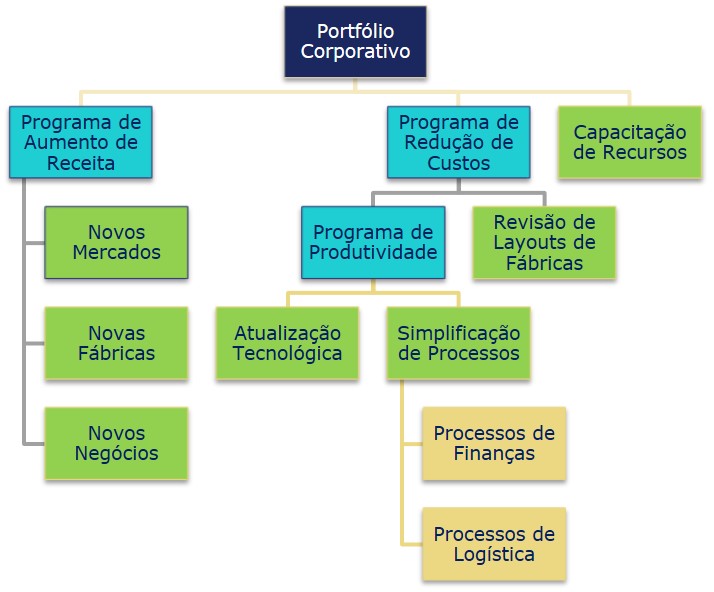 Portfólio
Corporativo
Programa de
Aumento de
Receita
Programa de
Redução de
Custos
Capacitação
de Recursos
Novos
Mercados
Programa de
Produtividade
Revisão de
Layouts de
Fábricas
Novas
Fábricas
Atualização
Tecnológica
Simplificação
de Processos
Novos
Negócios
Processos de
Finanças
Processos de
Logística